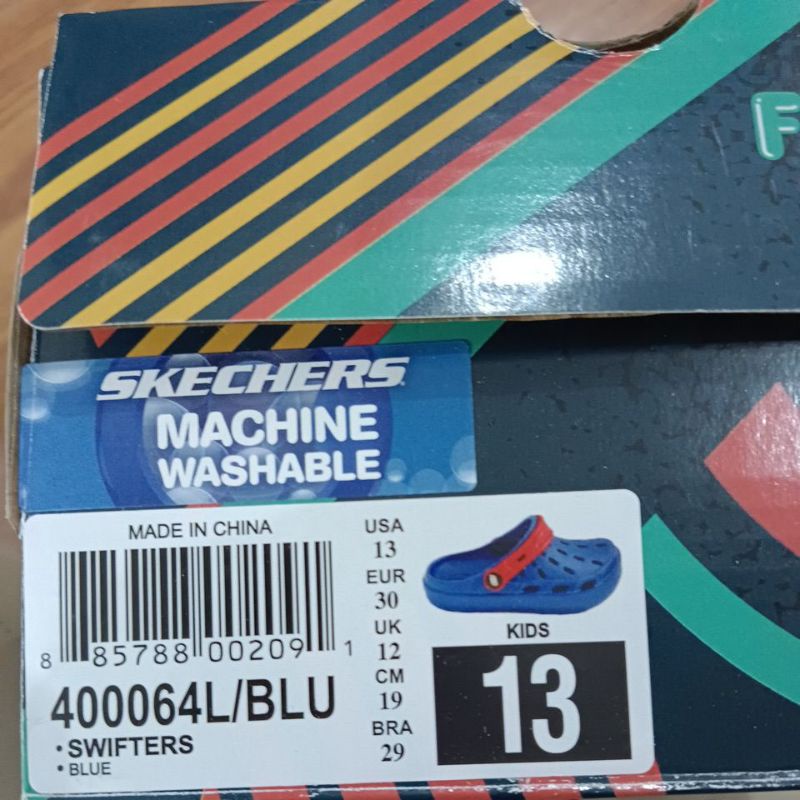 F
SKECHERS
MACHINE
WASHABLE
MADE IN CHINA
8 85788 00209 1
400064L/BLU
• SWIFTERS
• BLUE
USA
13
EUR
30
UK
12
CM
19
BRA
29
KIDS
13